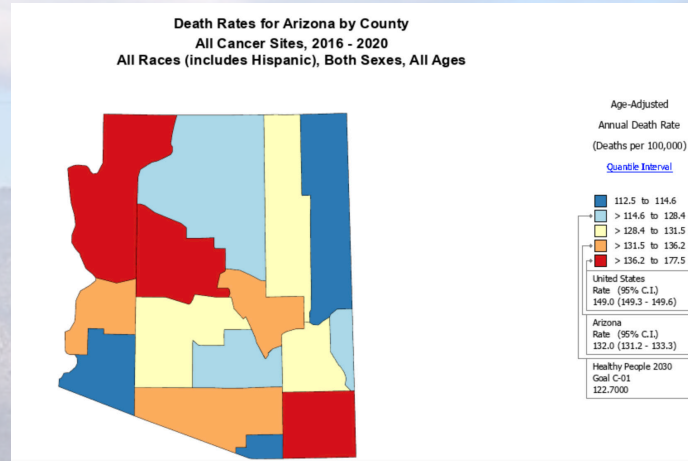 Death Rates for Arizona by County
All Cancer Sites, 2016 - 2020
All Races (includes Hispanic), Both Sexes, All Ages
Age-Adjusted
Annual Death Rate
(Deaths per 100,000)
Quantile Interval
112.5 to 114.6
> 114.6 to 128.4
> 128.4 to 131.5
> 131.5 to 136.2
> 136.2 to 177.5
United States
Rate (95% C.I.)
149.0 (149.3 - 149.6)
Arizona
Rate (95% C.I.)
132.0 (131.2 - 133.3)
Healthy People 2030
Goal C-01
122.7000